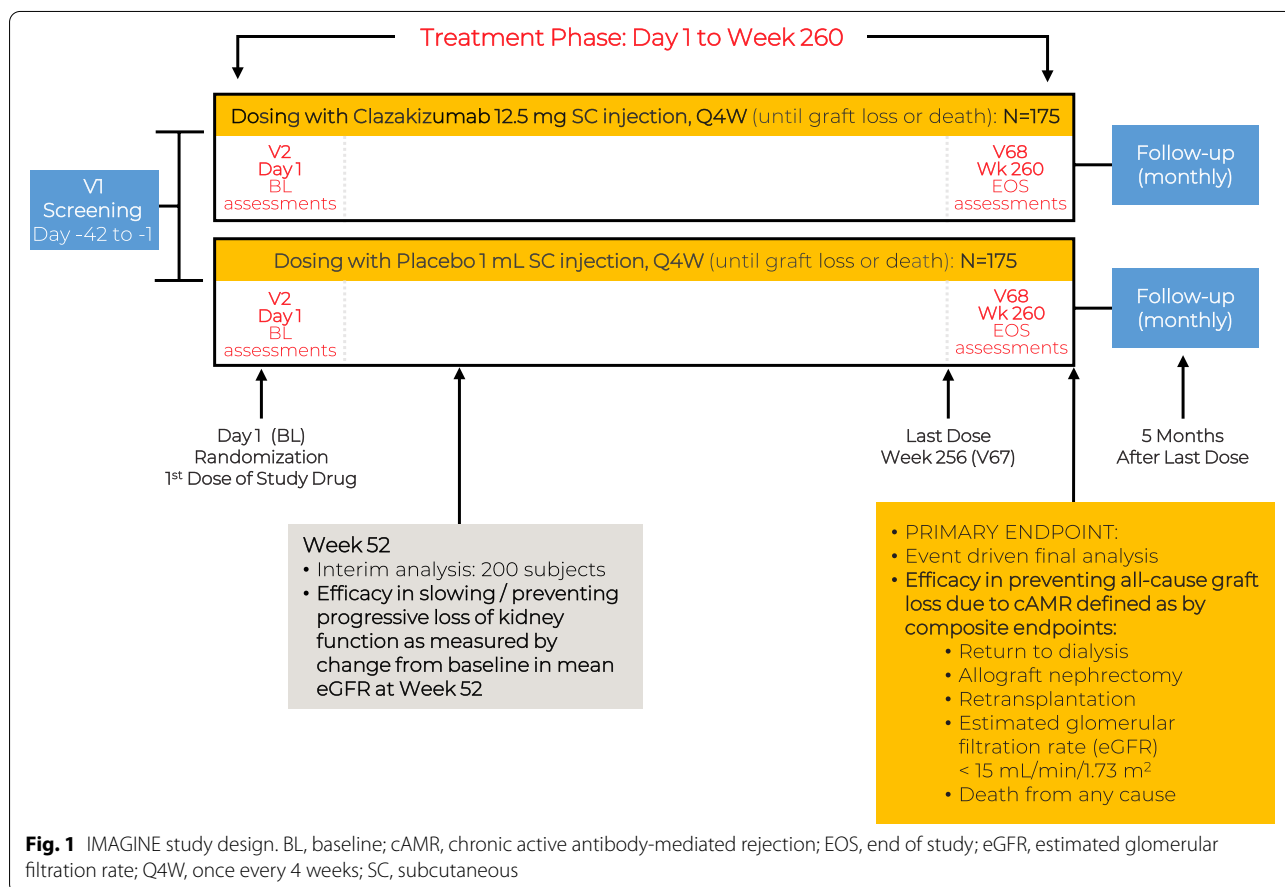 Treatment Phase: Day 1 to Week 260
Dosing with Clazakizumab 12.5 mg SC injection, Q4W (until graft loss or death): N=175
V2
Day 1
BL
assessments
V68
Wk 260
EOS
assessments
Follow-up
(monthly)
V1
Screening
Day -42 to -1
Dosing with Placebo 1 mL SC injection, Q4W (until graft loss or death): N=175
V2
Day 1
BL
assessments
V68
Wk 260
EOS
assessments
Follow-up
(monthly)
Day 1 (BL)
Randomization
1st Dose of Study Drug
Last Dose
Week 256 (V67)
5 Months
After Last Dose
Week 52
• Interim analysis: 200 subjects
• Efficacy in slowing / preventing
progressive loss of kidney
function as measured by
change from baseline in mean
eGFR at Week 52
• PRIMARY ENDPOINT:
• Event driven final analysis
• Efficacy in preventing all-cause graft
loss due to cAMR defined as by
composite endpoints:
• Return to dialysis
• Allograft nephrectomy
• Retransplantation
• Estimated glomerular
filtration rate (eGFR)
< 15 mL/min/1.73 m²
• Death from any cause
Fig. 1 IMAGINE study design. BL, baseline; cAMR, chronic active antibody-mediated rejection; EOS, end of study; eGFR, estimated glomerular
filtration rate; Q4W, once every 4 weeks; SC, subcutaneous